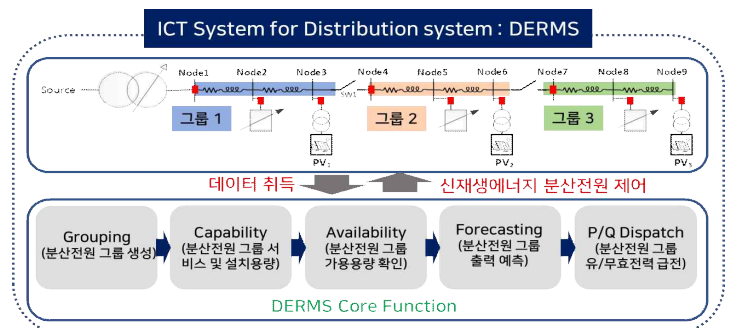 ICT System for Distribution system : DERMS
Node1 Node2 Node3 Node4 Node5 Node6 Node7 Node8 Node9
Source
SW1
그룹 1 그룹 2 그룹 3
PV1 PV2 PV3
데이터 취득 신재생에너지 분산전원 제어
Grouping
(분산전원 그룹 생성)
Capability
(분산전원 그룹 서
비스 및 설치용량)
Availability
(분산전원 그룹
가용용량 확인)
Forecasting
(분산전원 그룹
출력 예측)
P/Q Dispatch
(분산전원 그룹
유/무효전력 급전)
DERMS Core Function